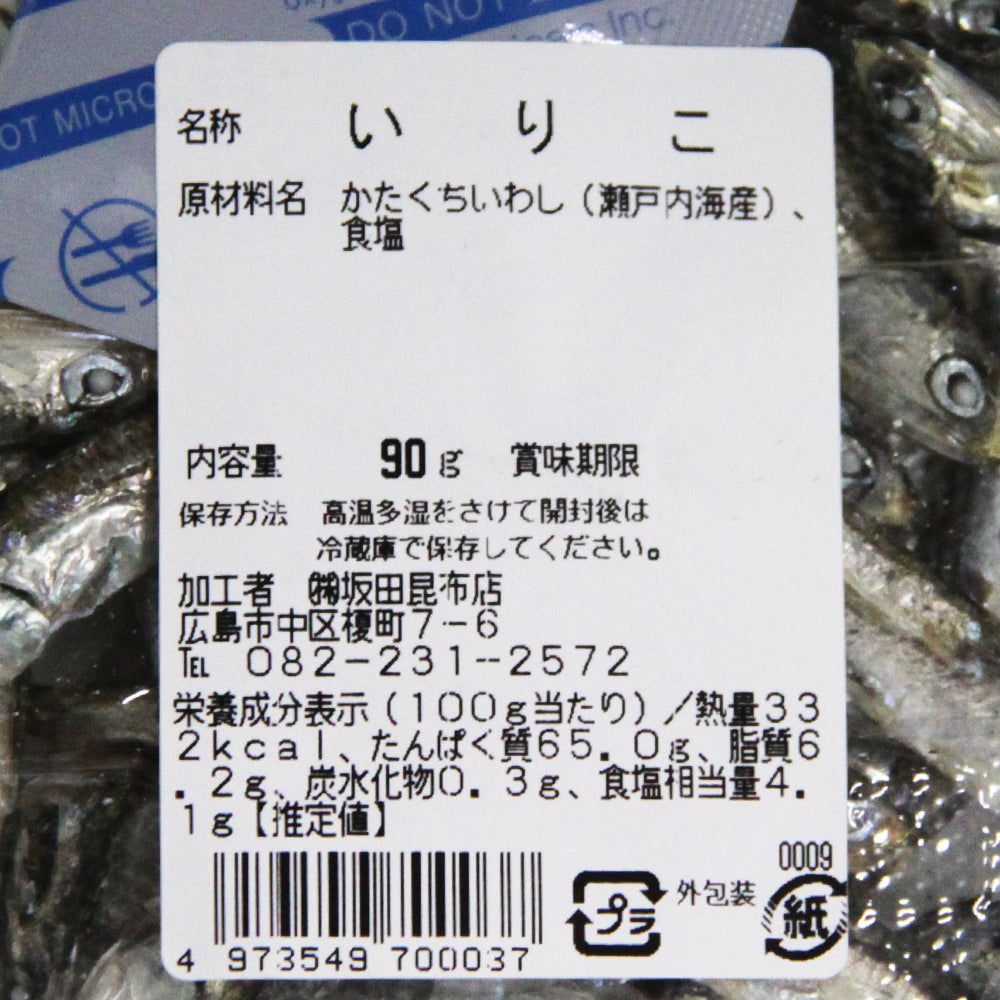 DO NOT
Inc.
OT MICRO
名称 いりこ
原材料名 かたくちいわし（瀬戸内海産）、
食塩
内容量 90g 賞味期限
保存方法 高温多湿をさけて開封後は
冷蔵庫で保存してください。
加工者 ㈱坂田昆布店
広島市中区榎町7-6
℡ 082-231-2572
栄養成分表示（100g当たり）／熱量33
2kcal、たんぱく質65.0g、脂質6
.2g、炭水化物0.3g、食塩相当量4.
1g【推定値】
0009
プラ 外包装 紙
4 973549 700037